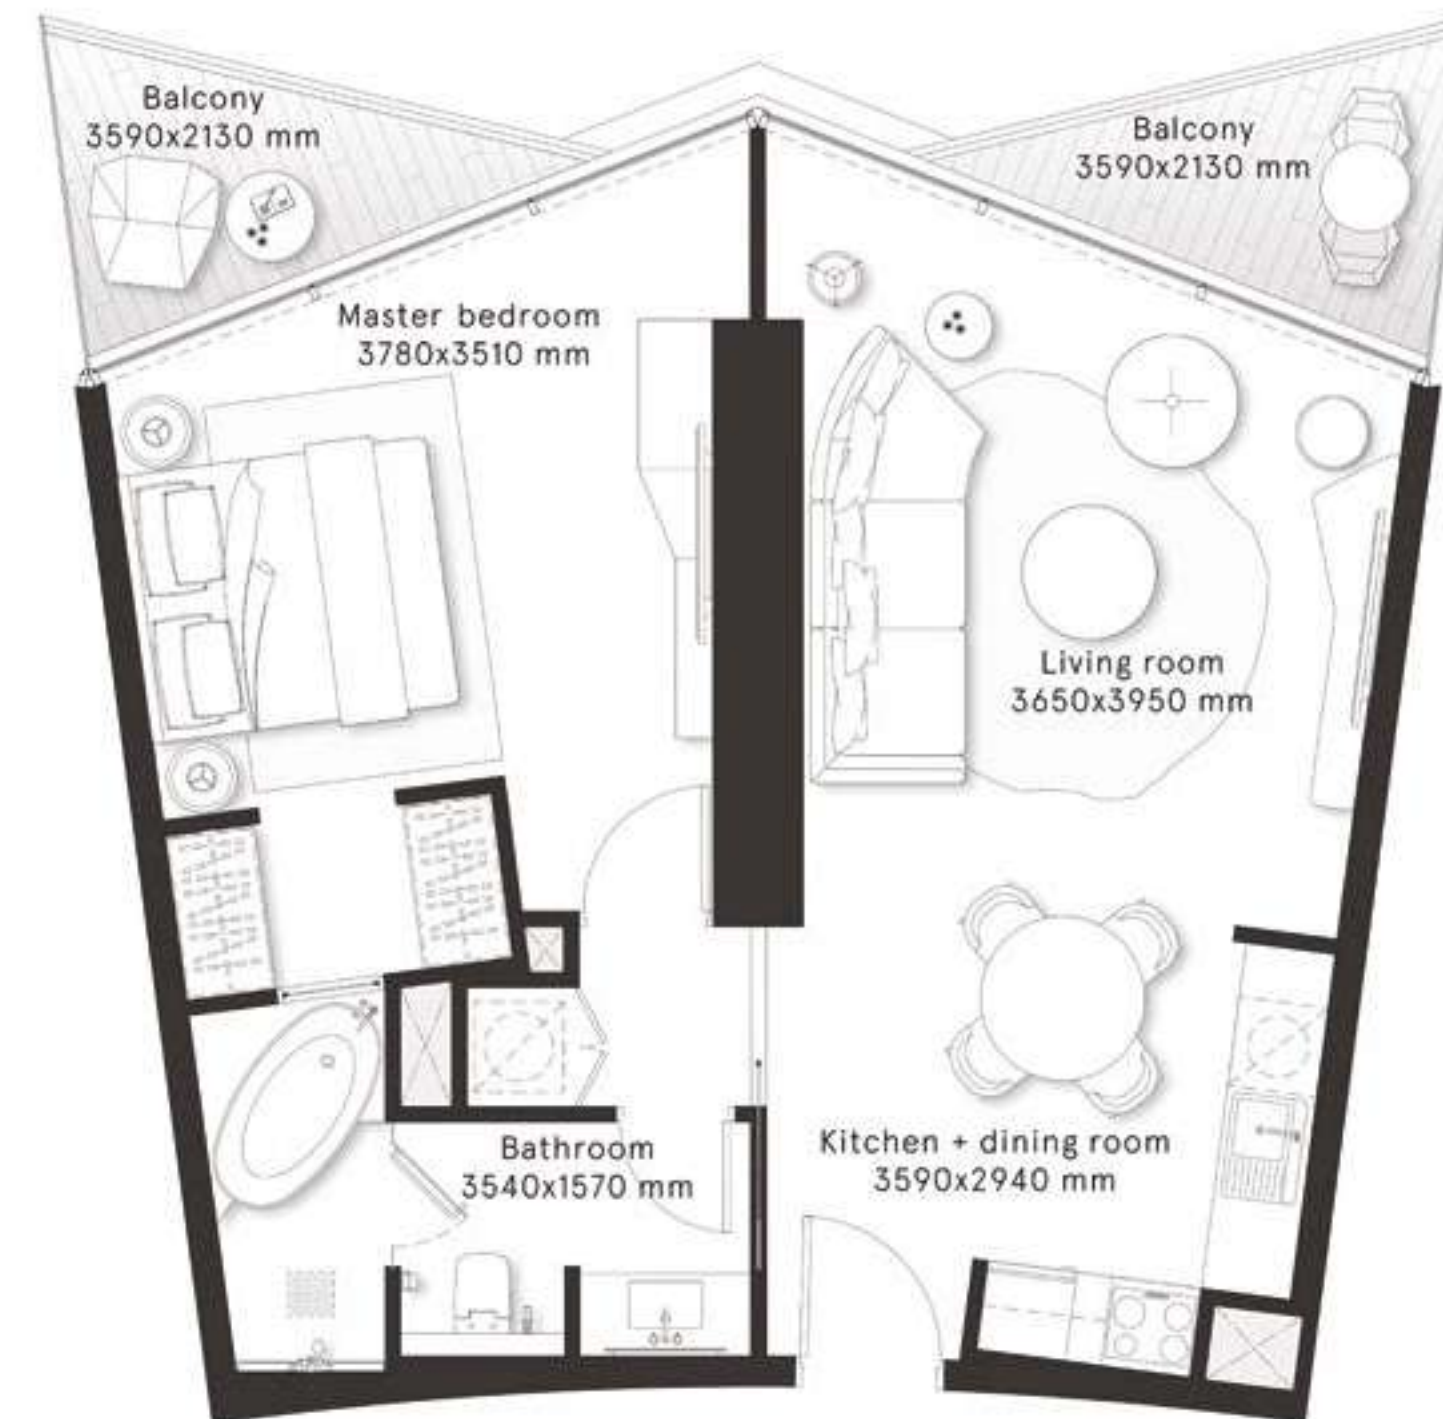 Balcony
3590x2130 mm
Balcony
3590x2130 mm
Master bedroom
3780x3510 mm
Living room
3650x3950 mm
Bathroom
3540x1570 mm
Kitchen + dining room
3590x2940 mm